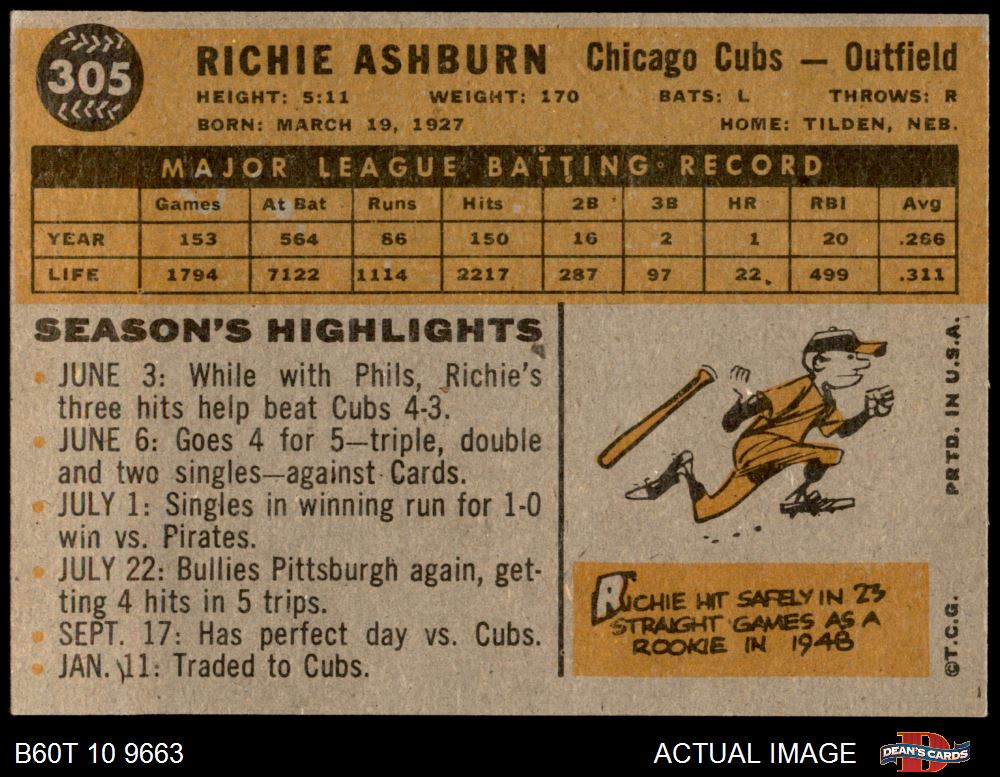 305
RICHIE ASHBURN Chicago Cubs — Outfield
HEIGHT: 5:11 WEIGHT: 170 BATS: L THROWS: R
BORN: MARCH 19, 1927 HOME: TILDEN, NEB.
MAJOR LEAGUE BATTING RECORD
Games At Bat Runs Hits 2B 3B HR RBI Avg
YEAR 153 564 86 150 16 2 1 20 .266
LIFE 1794 7122 1114 2217 287 97 22 499 .311
SEASON'S HIGHLIGHTS
• JUNE 3: While with Phils, Richie's
three hits help beat Cubs 4-3.
• JUNE 6: Goes 4 for 5—triple, double
and two singles—against Cards.
• JULY 1: Singles in winning run for 1-0
win vs. Pirates.
• JULY 22: Bullies Pittsburgh again, get-
ting 4 hits in 5 trips.
• SEPT. 17: Has perfect day vs. Cubs.
• JAN. 11: Traded to Cubs.
RICHIE HIT SAFELY IN 23
STRAIGHT GAMES AS A
ROOKIE IN 1948
PRTD. IN U.S.A.
©T.C.G.
B60T 10 9663 ACTUAL IMAGE
DEAN'S CARDS